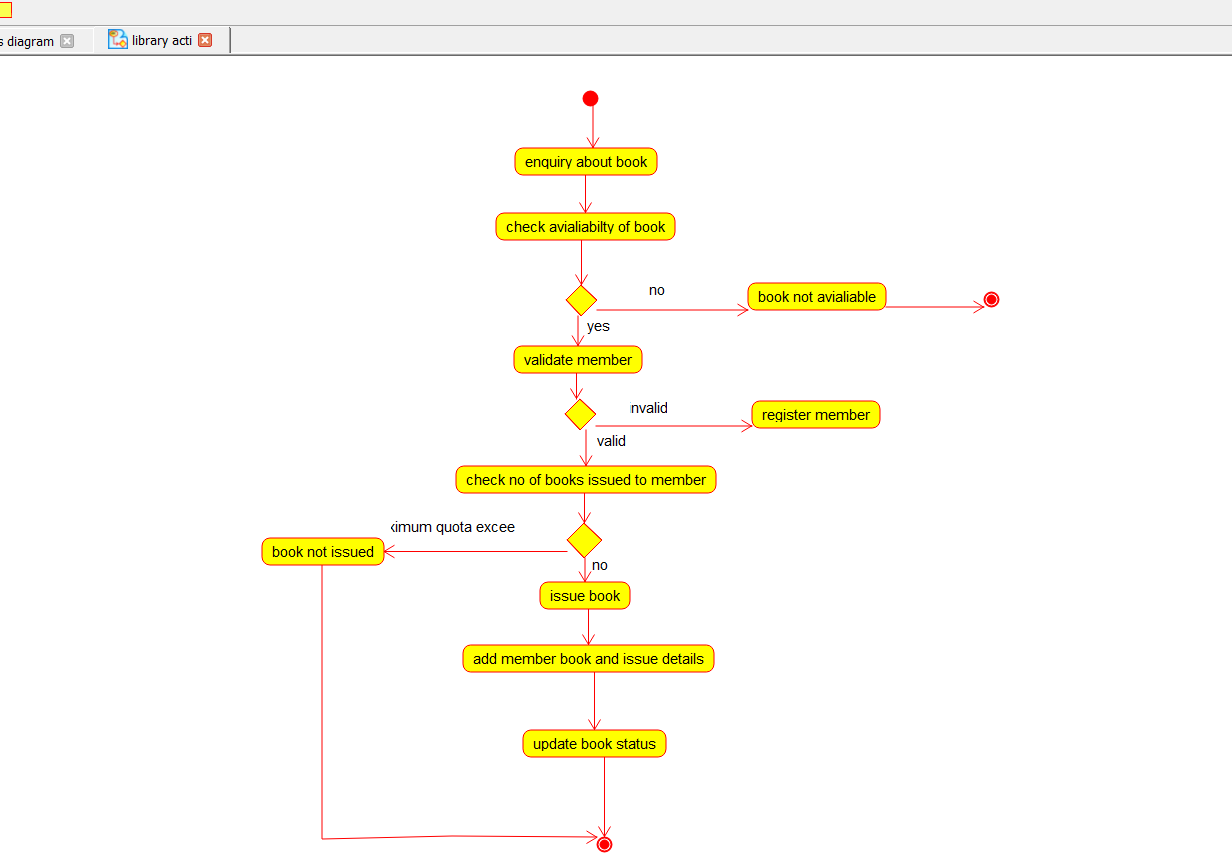 s diagram
library acti
enquiry about book
check avialiabilty of book
no
book not avialiable
yes
validate member
nvalid
register member
valid
check no of books issued to member
ximum quota excee
book not issued
no
issue book
add member book and issue details
update book status